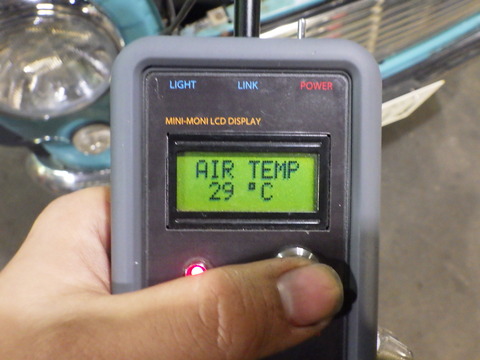 LIGHT LINK POWER
MINI-MONI LCD DISPLAY
AIR TEMP
29 °C